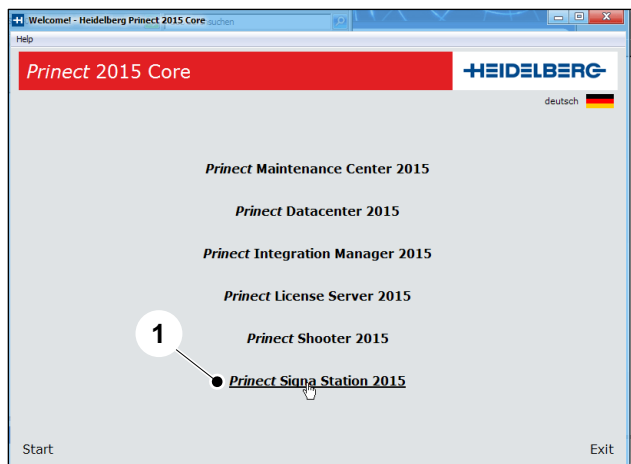 Welcome! - Heidelberg Prinect 2015 Core suchen
Help
Prinect 2015 Core
HEIDELBERG
deutsch
Prinect Maintenance Center 2015
Prinect Datacenter 2015
Prinect Integration Manager 2015
Prinect License Server 2015
Prinect Shooter 2015
1
Prinect Signa Station 2015
Start
Exit